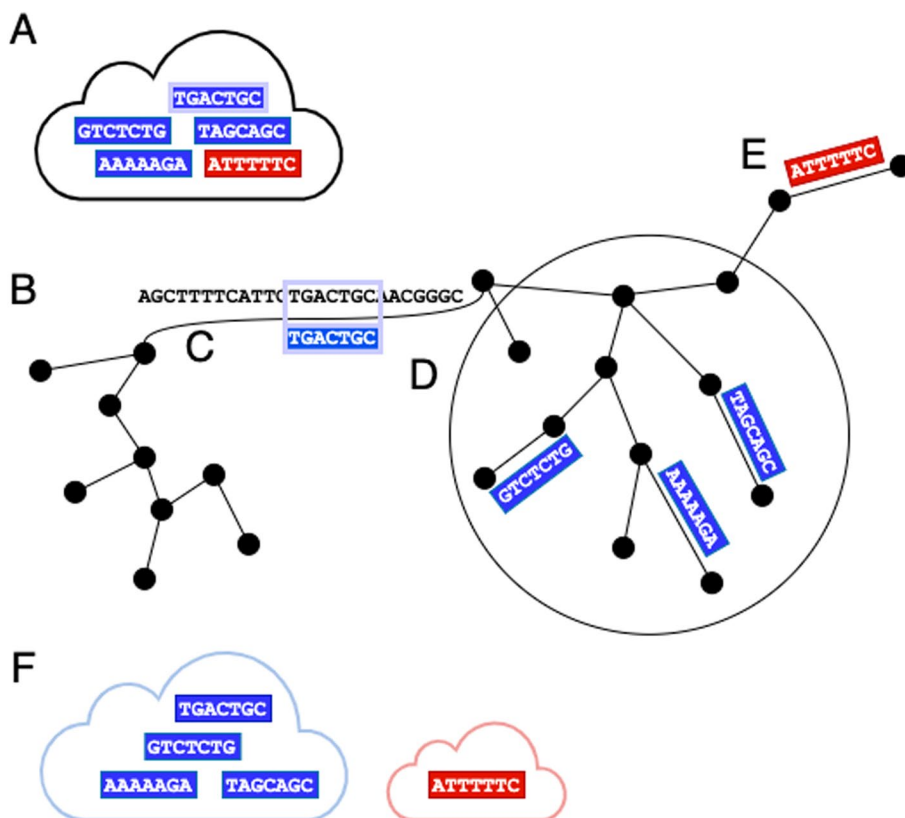 A
TGACTGC
GTCTCTG TAGCAGC
AAAAAGA ATTTTTC
E ATTTTTC
B AGCTTTTCATTCTGACTGCAACGGGC
C TGACTGC
D
TAGCAGC
GTCTCTG
AAAAAGA
F
TGACTGC
GTCTCTG
AAAAAGA TAGCAGC
ATTTTTC